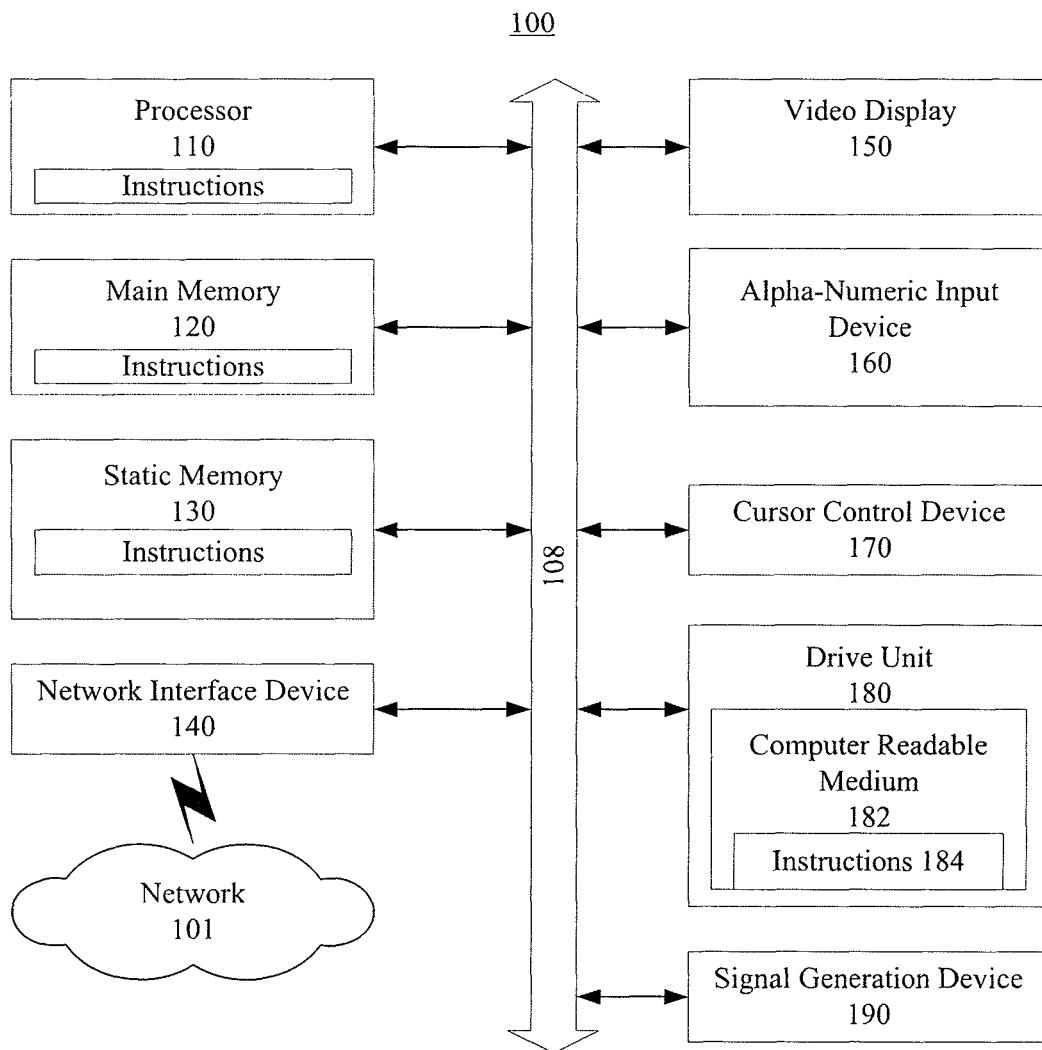 100
Processor
110
Instructions
Main Memory
120
Instructions
Static Memory
130
Instructions
Network Interface Device
140
Network
101
108
Video Display
150
Alpha-Numeric Input
Device
160
Cursor Control Device
170
Drive Unit
180
Computer Readable
Medium
182
Instructions 184
Signal Generation Device
190